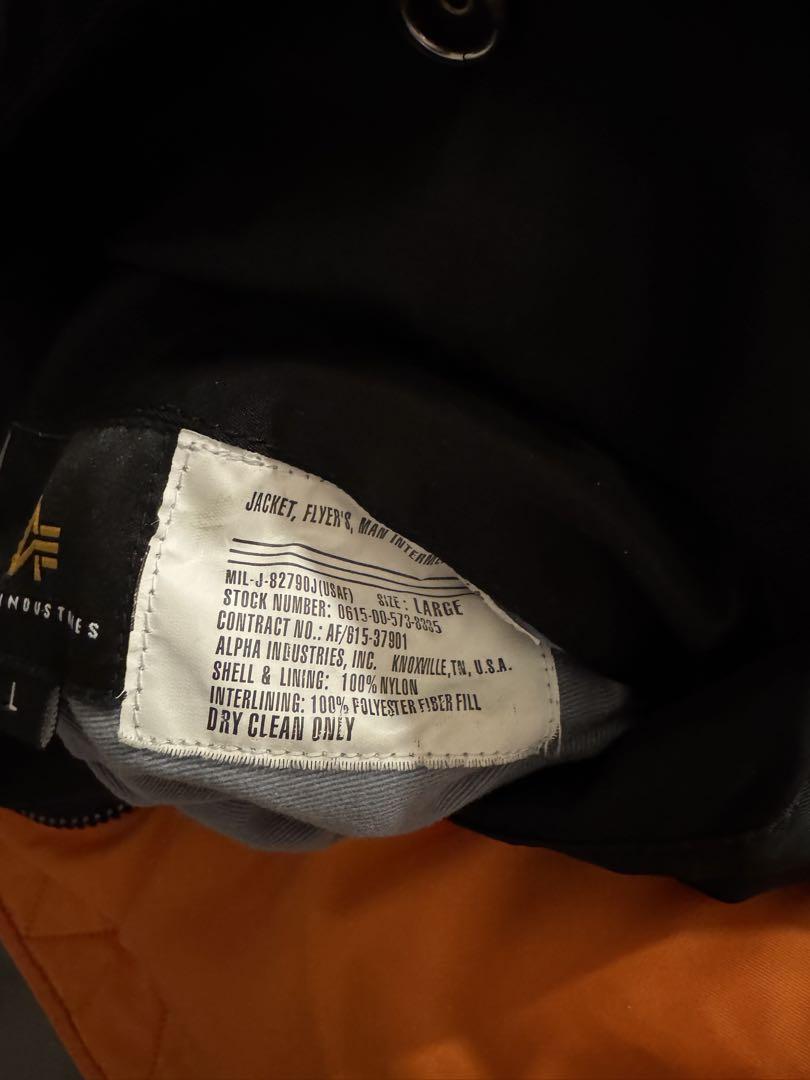 JACKET, FLYER'S, MAN INTERME
MIL-J-82790J(USAF) SIZE: LARGE
STOCK NUMBER: 0615-00-573-8335
CONTRACT NO.: AF/615-37901
ALPHA INDUSTRIES, INC. KNOXVILLE,TN, U.S.A.
SHELL & LINING: 100% NYLON
INTERLINING: 100% POLYESTER FIBER FILL
DRY CLEAN ONLY
INDUSTRIES
L